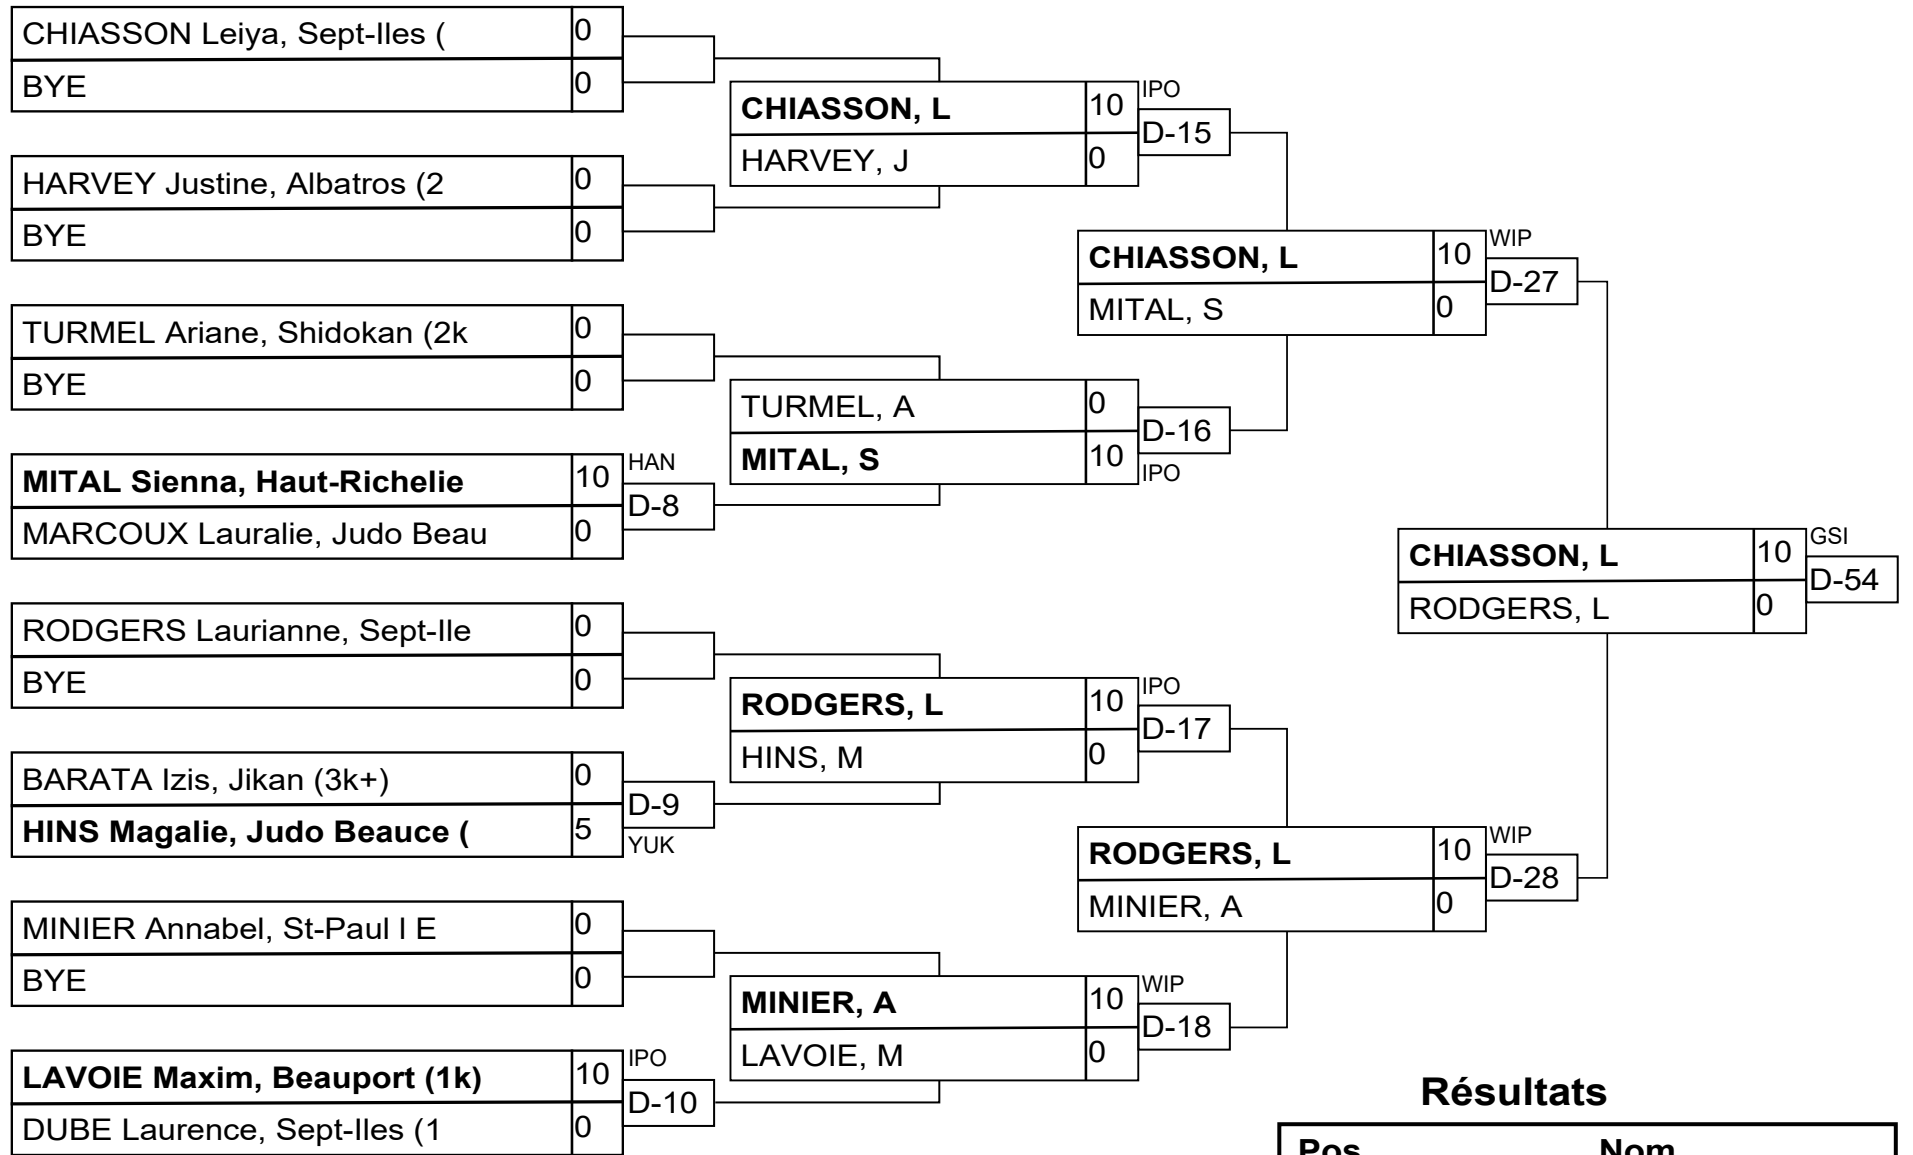 CHIASSON Leiya, Sept-Iles ( 0
BYE 0
HARVEY Justine, Albatros (2 0
BYE 0
TURMEL Ariane, Shidokan (2k 0
BYE 0
MITAL Sienna, Haut-Richelie 10 HAN
D-8
MARCOUX Lauralie, Judo Beau 0
RODGERS Laurianne, Sept-Ile 0
BYE 0
BARATA Izis, Jikan (3k+) 0
D-9
HINS Magalie, Judo Beauce ( 5 YUK
MINIER Annabel, St-Paul l E 0
BYE 0
LAVOIE Maxim, Beauport (1k) 10 IPO
D-10
DUBE Laurence, Sept-Iles (1 0
CHIASSON, L 10 IPO
D-15
HARVEY, J 0
TURMEL, A 0
D-16
MITAL, S 10 IPO
RODGERS, L 10 IPO
D-17
HINS, M 0
MINIER, A 10 WIP
D-18
LAVOIE, M 0
CHIASSON, L 10 WIP
D-27
MITAL, S 0
RODGERS, L 10 WIP
D-28
MINIER, A 0
CHIASSON, L 10 GSI
D-54
RODGERS, L 0
Résultats
Pos Nom